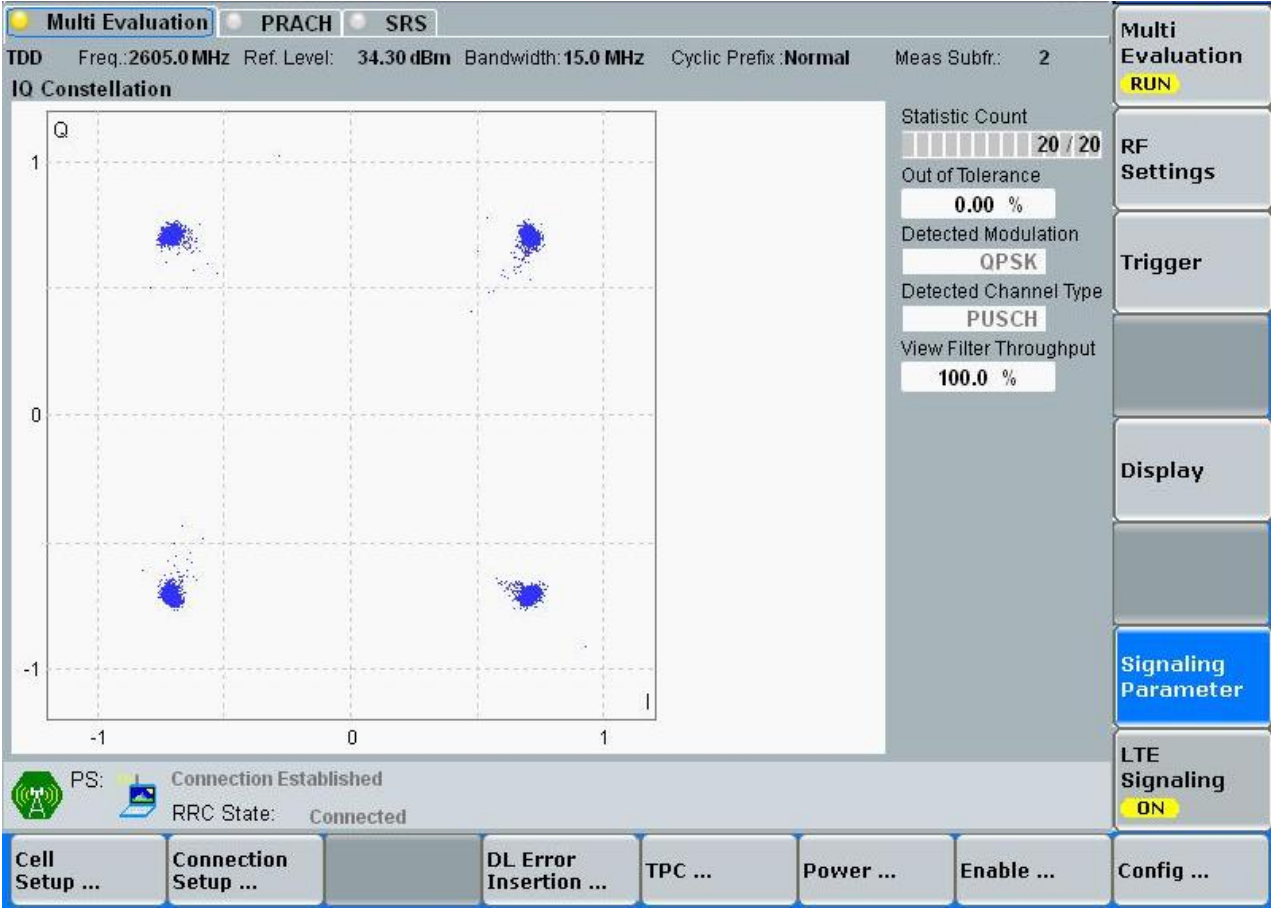 Multi Evaluation PRACH SRS
TDD Freq.:2605.0 MHz Ref. Level: 34.30 dBm Bandwidth:15.0 MHz Cyclic Prefix :Normal Meas Subfr.: 2
IQ Constellation
Q
1
0
-1
I
-1 0 1
Statistic Count
20 / 20
Out of Tolerance
0.00 %
Detected Modulation
QPSK
Detected Channel Type
PUSCH
View Filter Throughput
100.0 %
Multi
Evaluation
RUN
RF
Settings
Trigger
Display
Signaling
Parameter
LTE
Signaling
ON
PS: Connection Established
RRC State: Connected
Cell
Setup ...
Connection
Setup ...
DL Error
Insertion ...
TPC ...
Power ...
Enable ...
Config ...